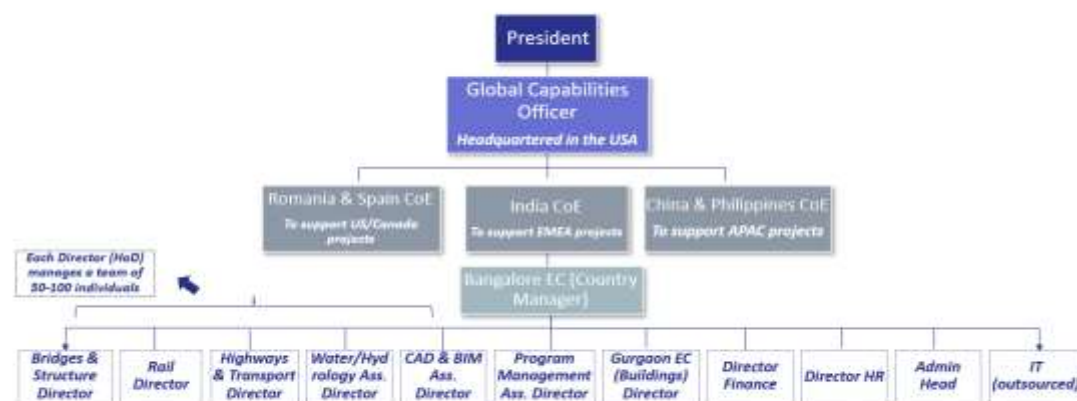 President
Global Capabilities
Officer
Headquartered in the USA
Romania & Spain CoE
To support US/Canada
projects
India CoE
To support EMEA projects
China & Philippines CoE
To support APAC projects
Each Director (HoD)
manages a team of
50-100 individuals
Bangalore EC (Country
Manager)
Bridges &
Structure
Director
Rail
Director
Highways
& Transport
Director
Water/Hyd
rology Ass.
Director
CAD & BIM
Ass.
Director
Program
Management
Ass. Director
Gurgaon EC
(Buildings)
Director
Director
Finance
Director HR
Admin
Head
IT
(outsourced)